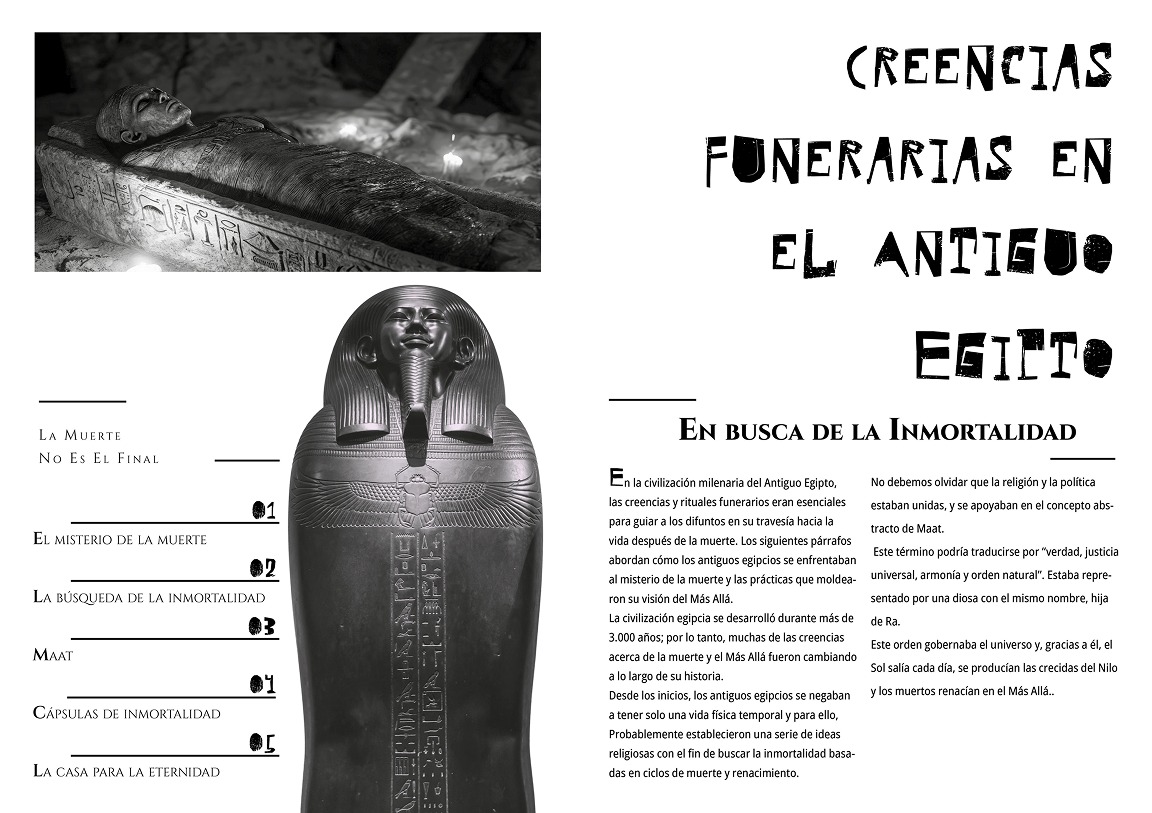 La Muerte
No Es El Final
01
El misterio de la muerte
02
La búsqueda de la inmortalidad
03
Maat
04
Cápsulas de inmortalidad
05
La casa para la eternidad
CREENCIAS
FUNERARIAS EN
EL ANTIGUO
EGIPTO
En busca de la Inmortalidad
En la civilización milenaria del Antiguo Egipto,
las creencias y rituales funerarios eran esenciales
para guiar a los difuntos en su travesía hacia la
vida después de la muerte. Los siguientes párrafos
abordan cómo los antiguos egipcios se enfrentaban
al misterio de la muerte y las prácticas que moldea-
ron su visión del Más Allá.
La civilización egipcia se desarrolló durante más de
3.000 años; por lo tanto, muchas de las creencias
acerca de la muerte y el Más Allá fueron cambiando
a lo largo de su historia.
Desde los inicios, los antiguos egipcios se negaban
a tener solo una vida física temporal y para ello,
Probablemente establecieron una serie de ideas
religiosas con el fin de buscar la inmortalidad basa-
das en ciclos de muerte y renacimiento.
No debemos olvidar que la religión y la política
estaban unidas, y se apoyaban en el concepto abs-
tracto de Maat.
Este término podría traducirse por “verdad, justicia
universal, armonía y orden natural”. Estaba repre-
sentado por una diosa con el mismo nombre, hija
de Ra.
Este orden gobernaba el universo y, gracias a él, el
Sol salía cada día, se producían las crecidas del Nilo
y los muertos renacían en el Más Allá..